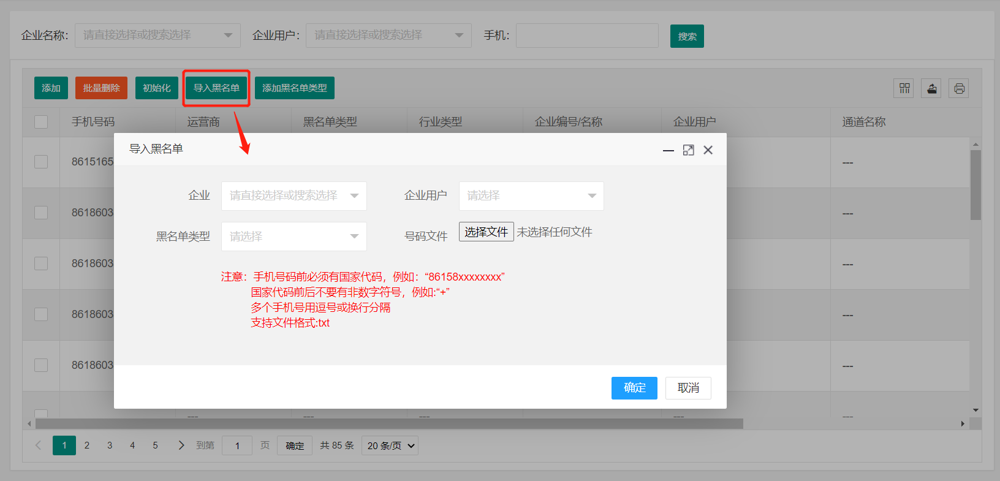 企业名称： 请直接选择或搜索选择 企业用户： 请直接选择或搜索选择 手机： 搜索
添加 批量删除 初始化 导入黑名单 添加黑名单类型
手机号码 运营商 黑名单类型 行业类型 企业编号/名称 企业用户 通道名称
导入黑名单
8615165 ---
企业 请直接选择或搜索选择 企业用户 请选择
8618603 ---
黑名单类型 请选择 号码文件 选择文件 未选择任何文件
8618603 ---
注意：手机号码前必须有国家代码，例如：“86158xxxxxxxx”
国家代码前后不要有非数字符号，例如:“+”
多个手机号用逗号或换行分隔
8618603 ---
支持文件格式:txt
8618603 ---
确定 取消
--- --- --- --- ---
1 2 3 4 5 到第 1 页 确定 共 85 条 20 条/页